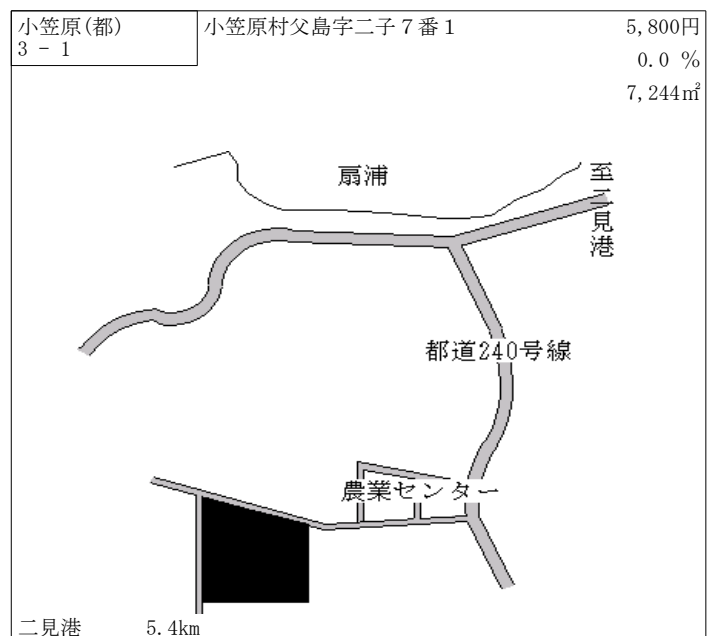 小笠原(都)
3 - 1
小笠原村父島字二子7番1
5,800円
0.0 %
7,244㎡
扇浦
至二見港
都道240号線
農業センター
二見港 5.4km